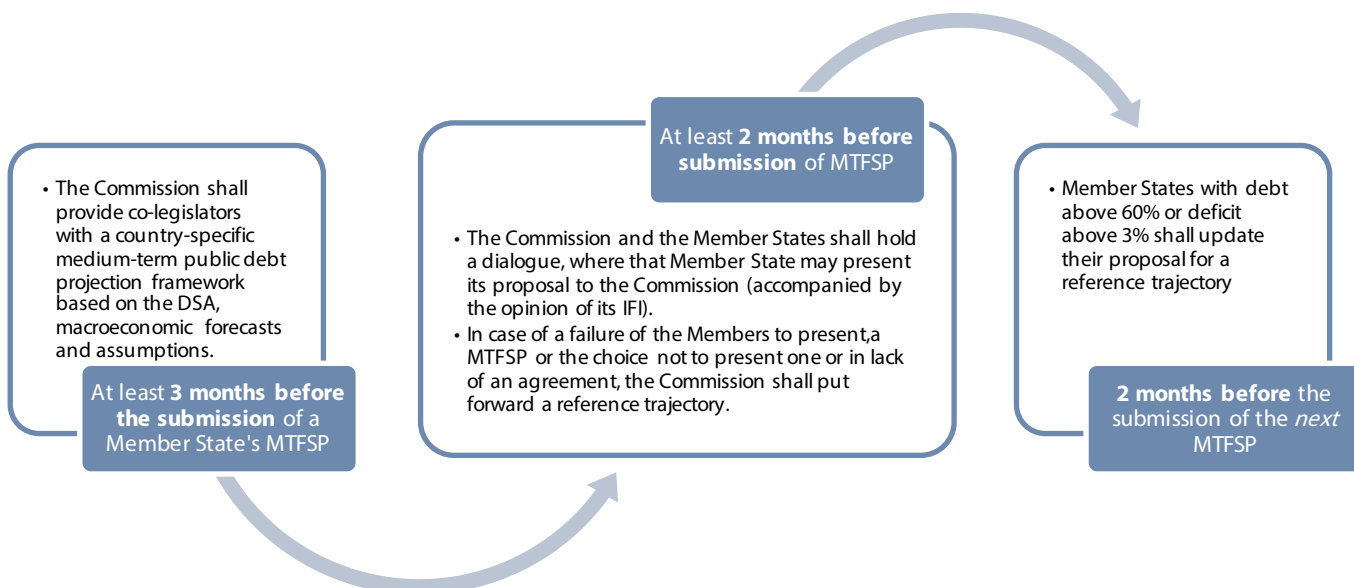 • The Commission shall
provide co-legislators
with a country-specific
medium-term public debt
projection framework
based on the DSA,
macroeconomic forecasts
and assumptions.
At least 3 months before
the submission of a
Member State's MTFSP
At least 2 months before
submission of MTFSP
• The Commission and the Member States shall hold
a dialogue, where that Member State may present
its proposal to the Commission (accompanied by
the opinion of its IFI).
• In case of a failure of the Members to present,a
MTFSP or the choice not to present one or in lack
of an agreement, the Commission shall put
forward a reference trajectory.
• Member States with debt
above 60% or deficit
above 3% shall update
their proposal for a
reference trajectory
2 months before the
submission of the next
MTFSP